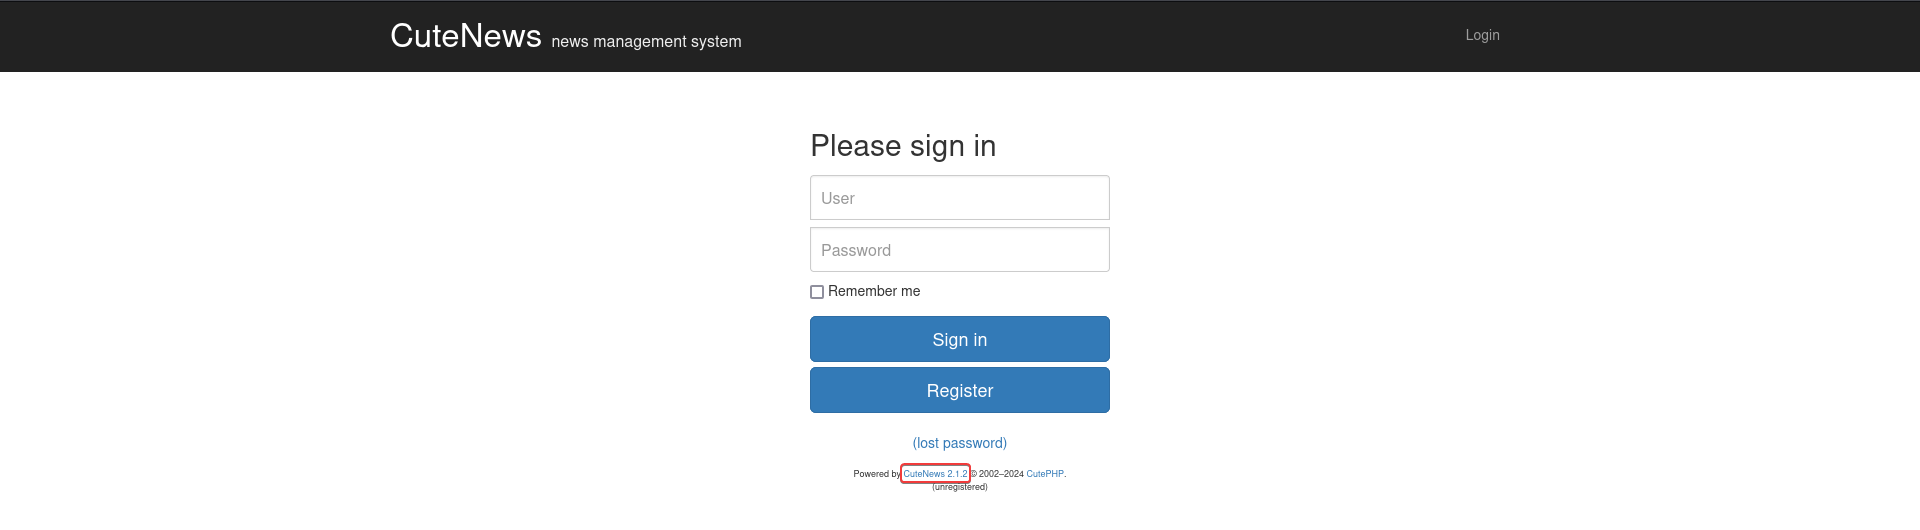 CuteNews news management system
Login
Please sign in
User
Password
Remember me
Sign in
Register
(lost password)
Powered by CuteNews 2.1.2 © 2002–2024 CutePHP.
(unregistered)